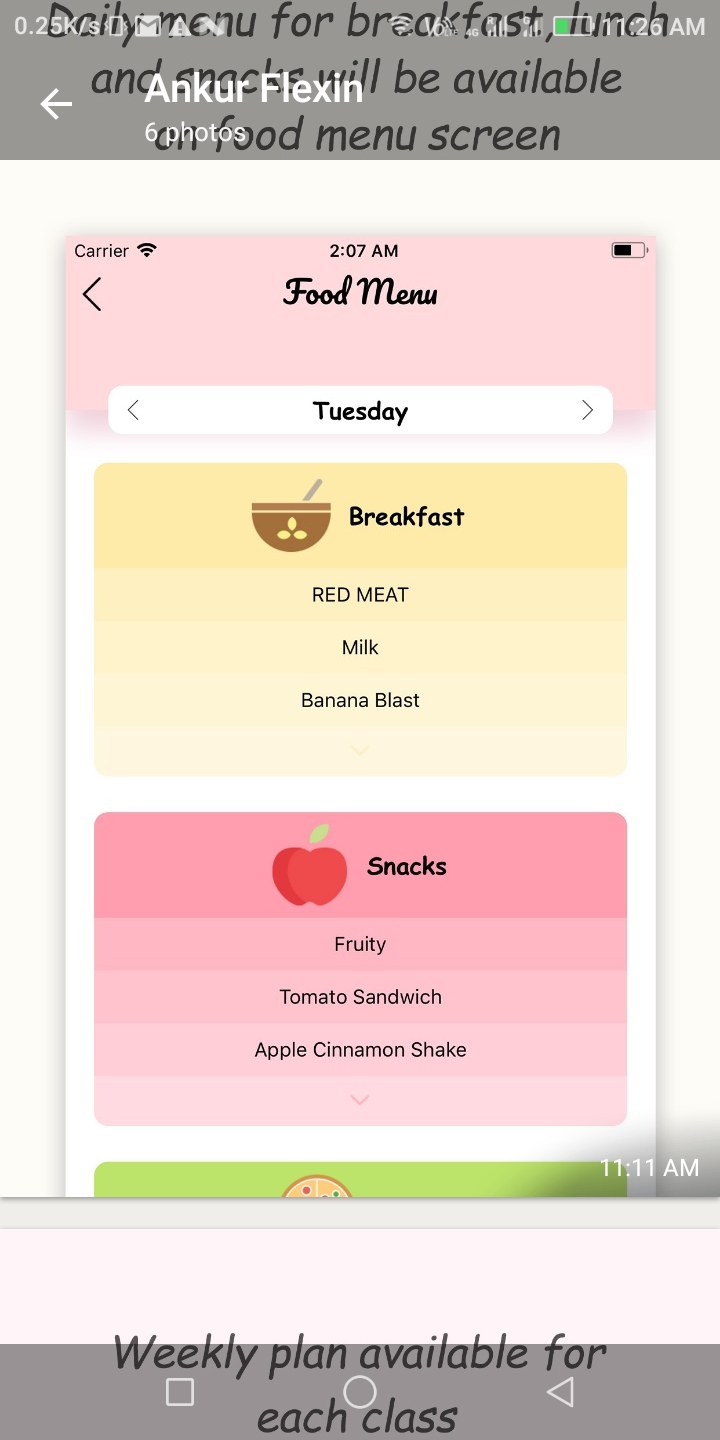 0.25K/s
11:26 AM
Daily menu for breakfast, lunch
and snacks will be available
on food menu screen
Ankur Flexin
6 photos
Carrier
2:07 AM
Food Menu
Tuesday
Breakfast
RED MEAT
Milk
Banana Blast
Snacks
Fruity
Tomato Sandwich
Apple Cinnamon Shake
11:11 AM
Weekly plan available for
each class